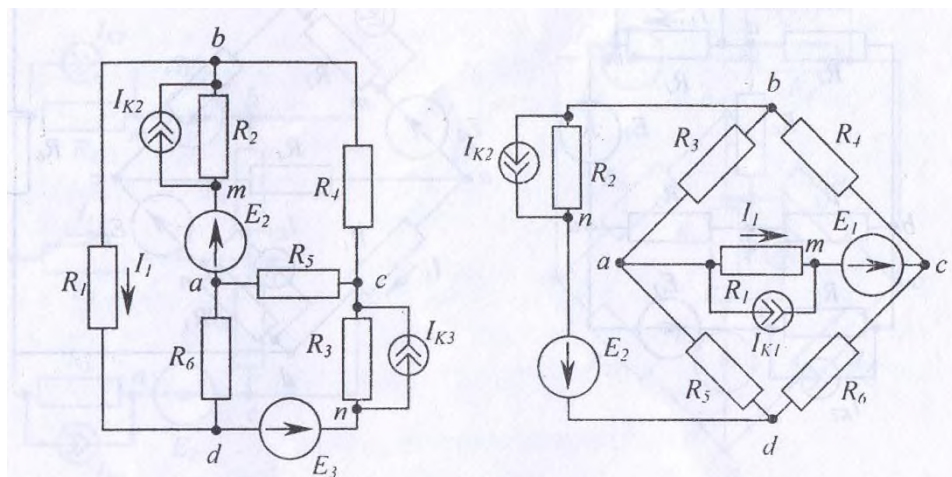 b
I_K2
R_2
m
R_4
E_2
R_1
I_1
R_5
a
c
R_6
R_3
I_K3
n
d
E_3
b
I_K2
R_2
R_3
R_4
n
I_1
m
E_1
a
R_1
c
I_K1
E_2
R_5
R_6
d